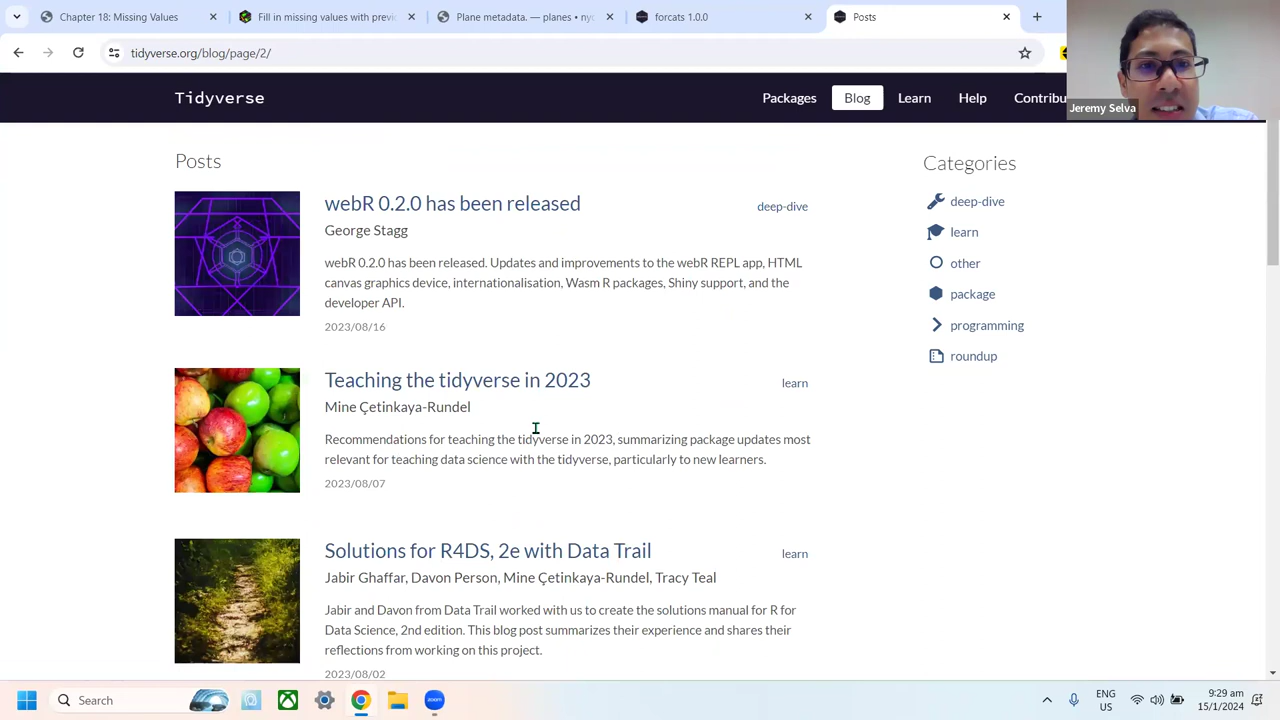 Chapter 18: Missing Values
Fill in missing values with previ
Plane metadata. — planes • nyc
forcats 1.0.0
Posts
tidyverse.org/blog/page/2/
Tidyverse
Packages
Blog
Learn
Help
Contribu
Jeremy Selva
Posts
Categories
webR 0.2.0 has been released
deep-dive
George Stagg
webR 0.2.0 has been released. Updates and improvements to the webR REPL app, HTML
canvas graphics device, internationalisation, Wasm R packages, Shiny support, and the
developer API.
2023/08/16
Teaching the tidyverse in 2023
learn
Mine Çetinkaya-Rundel
Recommendations for teaching the tidyverse in 2023, summarizing package updates most
relevant for teaching data science with the tidyverse, particularly to new learners.
2023/08/07
Solutions for R4DS, 2e with Data Trail
learn
Jabir Ghaffar, Davon Person, Mine Çetinkaya-Rundel, Tracy Teal
Jabir and Davon from Data Trail worked with us to create the solutions manual for R for
Data Science, 2nd edition. This blog post summarizes their experience and shares their
reflections from working on this project.
2023/08/02
deep-dive
learn
other
package
programming
roundup
Search
zoom
ENG
US
9:29 am
15/1/2024